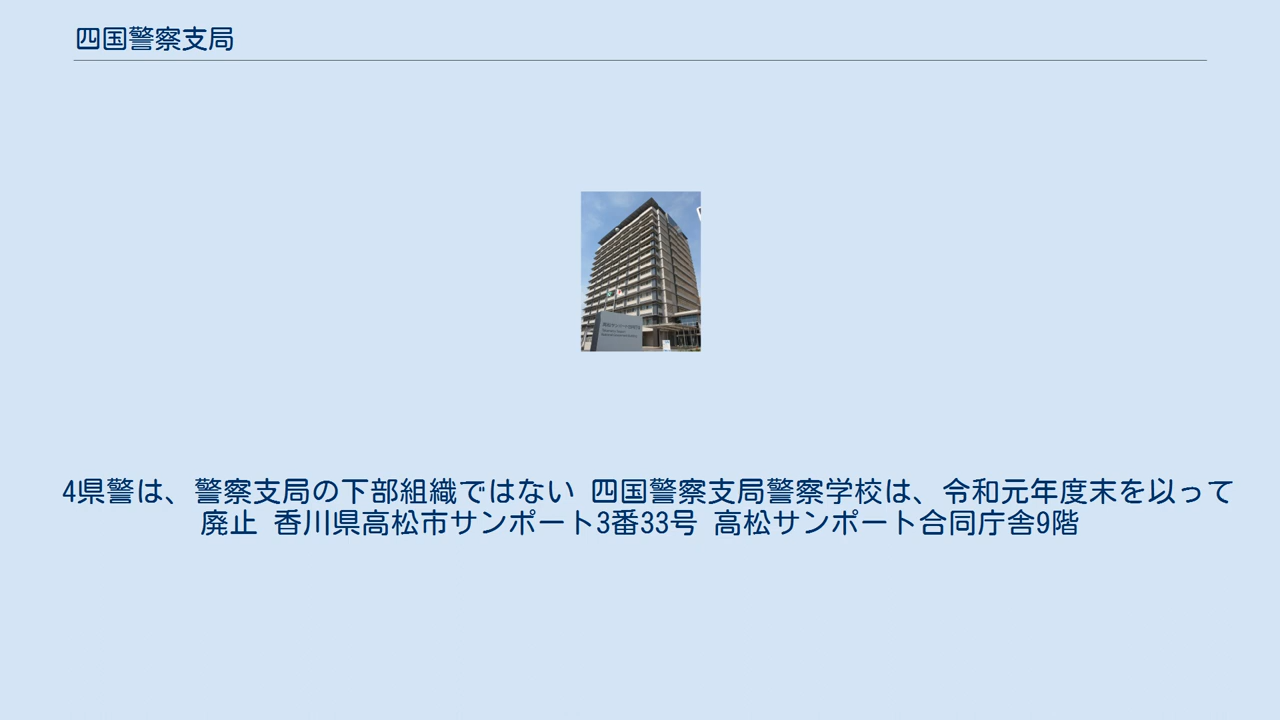 四国警察支局
4県警は、警察支局の下部組織ではない 四国警察支局警察学校は、令和元年度末を以って
廃止 香川県高松市サンポート3番33号 高松サンポート合同庁舎9階